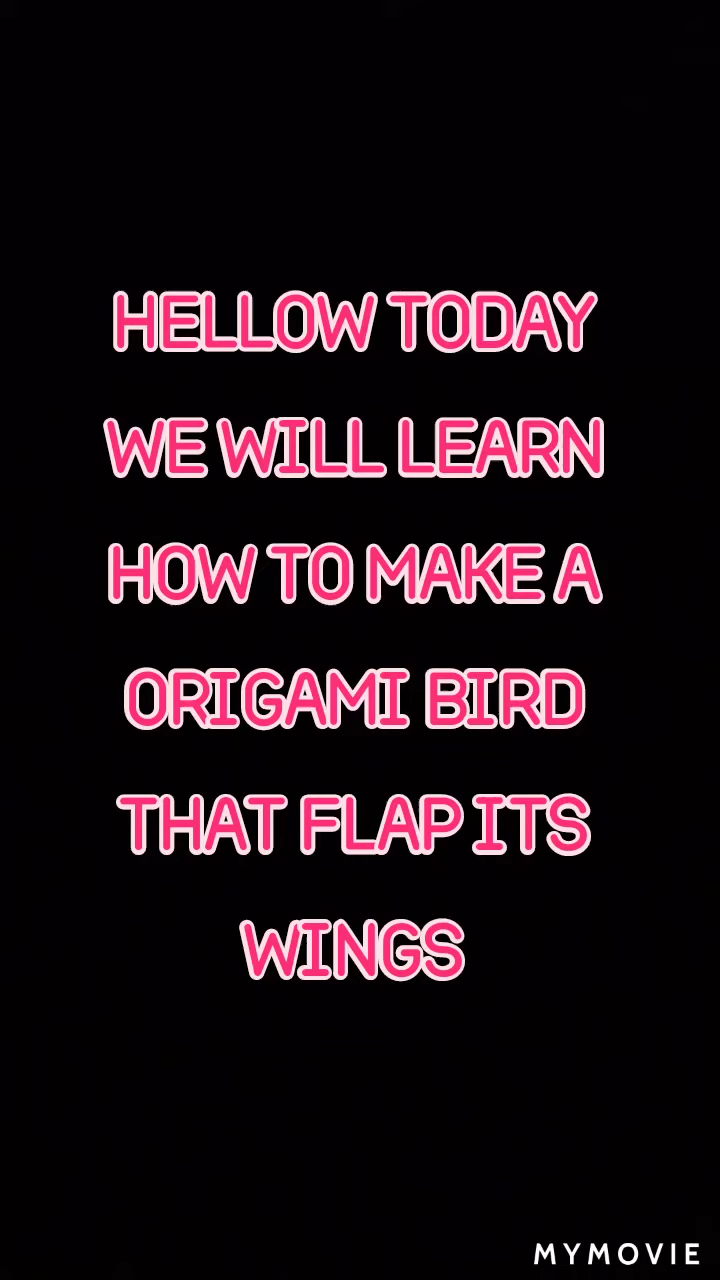 HELLOW TODAY
WE WILL LEARN
HOW TO MAKE A
ORIGAMI BIRD
THAT FLAP ITS
WINGS
MYMOVIE